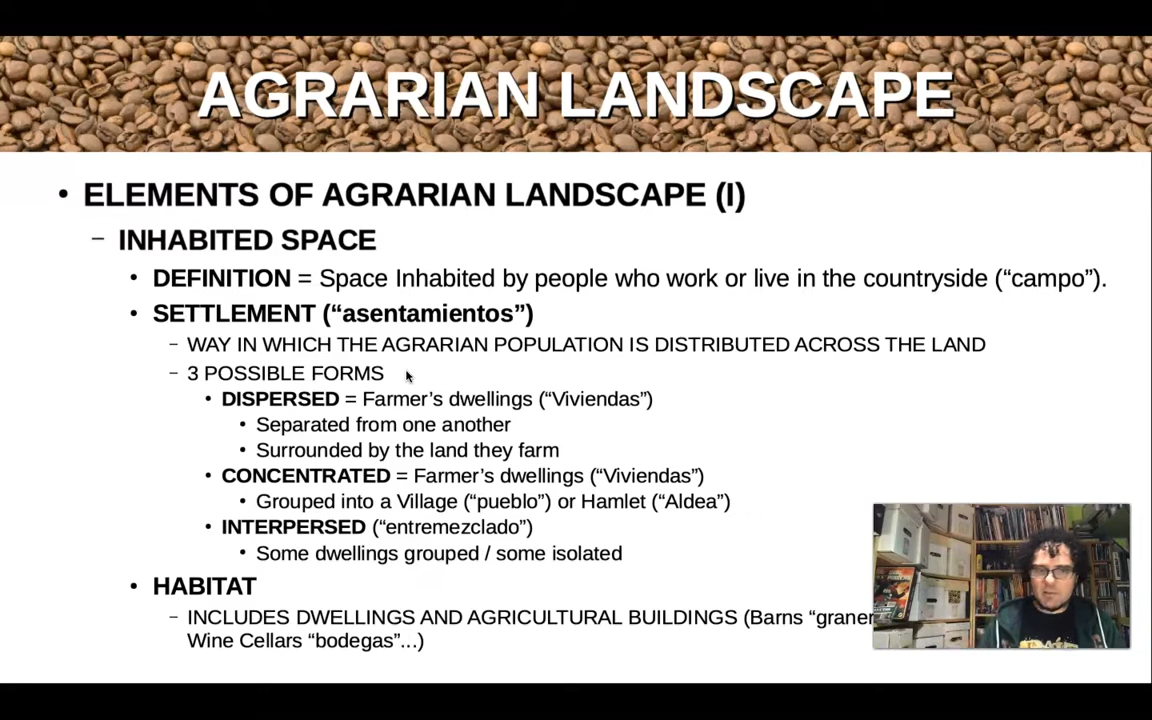 AGRARIAN LANDSCAPE
• ELEMENTS OF AGRARIAN LANDSCAPE (I)
– INHABITED SPACE
• DEFINITION = Space Inhabited by people who work or live in the countryside (“campo”).
• SETTLEMENT (“asentamientos”)
– WAY IN WHICH THE AGRARIAN POPULATION IS DISTRIBUTED ACROSS THE LAND
– 3 POSSIBLE FORMS
• DISPERSED = Farmer’s dwellings (“Viviendas”)
• Separated from one another
• Surrounded by the land they farm
• CONCENTRATED = Farmer’s dwellings (“Viviendas”)
• Grouped into a Village (“pueblo”) or Hamlet (“Aldea”)
• INTERPERSED (“entremezclado”)
• Some dwellings grouped / some isolated
• HABITAT
– INCLUDES DWELLINGS AND AGRICULTURAL BUILDINGS (Barns
Wine Cellars “bodegas”...)